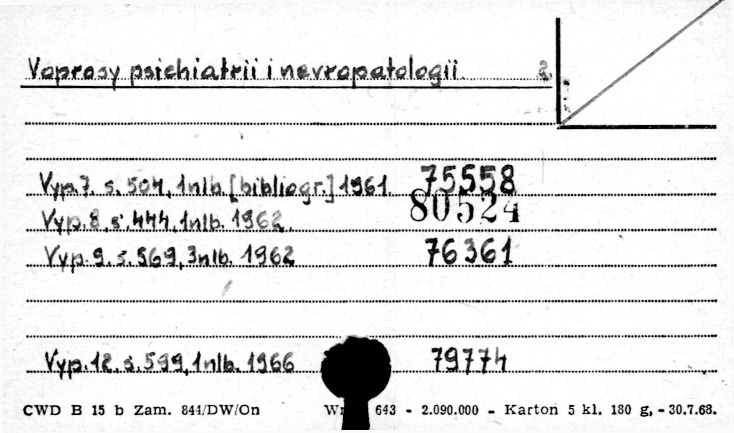 Voprosy psichiatrii i nevropatologii. 2.
Vyp.7. s. 504, 1nlb. [bibliogr.] 1961. 75558
Vyp. 8, s. 444, 1nlb. 1962. 80524
Vyp. 9. s. 569, 3nlb. 1962 76361
Vyp. 12. s. 599, 1nlb. 1966 79774
CWD B 15 b Zam. 844/DW/On 643 - 2.090.000 - Karton 5 kl. 180 g, - 30.7.68.